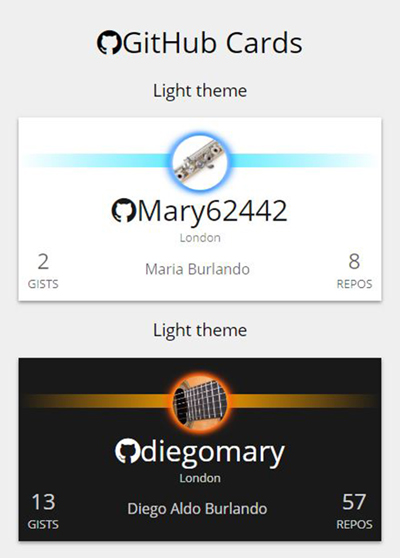 GitHub Cards
Light theme
Mary62442
London
2
GISTS
Maria Burlando
8
REPOS
Light theme
diegomary
London
13
GISTS
Diego Aldo Burlando
57
REPOS